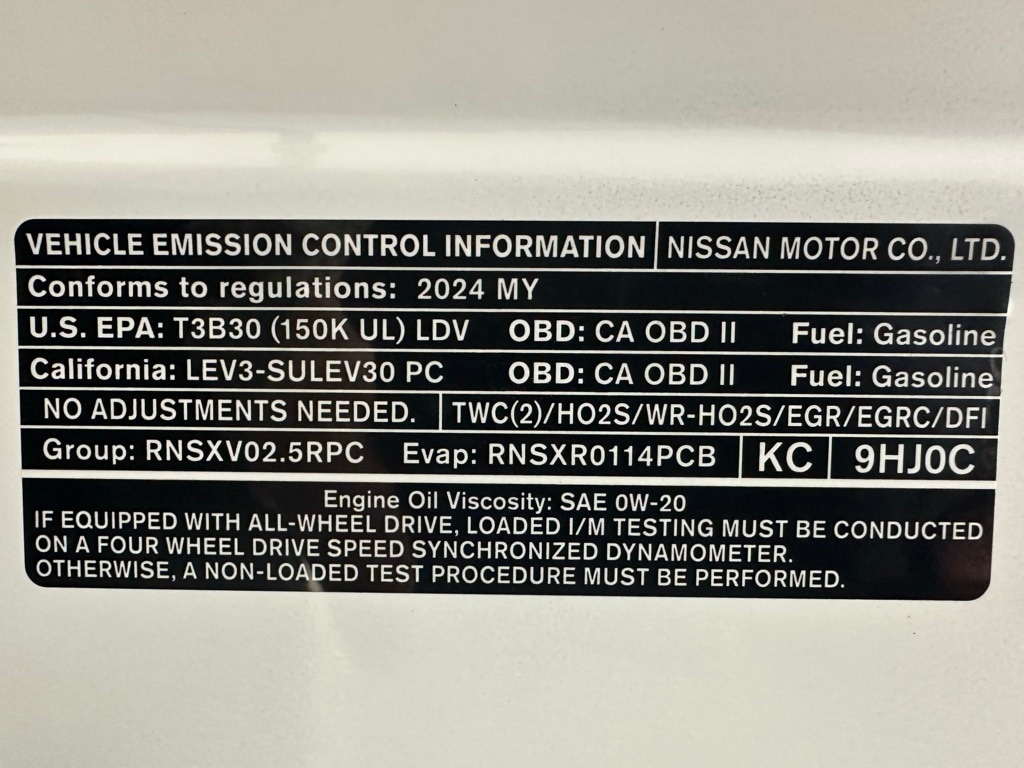 VEHICLE EMISSION CONTROL INFORMATION NISSAN MOTOR CO., LTD.
Conforms to regulations: 2024 MY
U.S. EPA: T3B30 (150K UL) LDV OBD: CA OBD II Fuel: Gasoline
California: LEV3-SULEV30 PC OBD: CA OBD II Fuel: Gasoline
NO ADJUSTMENTS NEEDED. TWC(2)/HO2S/WR-HO2S/EGR/EGRC/DFI
Group: RNSXV02.5RPC Evap: RNSXR0114PCB KC 9HJ0C
Engine Oil Viscosity: SAE 0W-20
IF EQUIPPED WITH ALL-WHEEL DRIVE, LOADED I/M TESTING MUST BE CONDUCTED
ON A FOUR WHEEL DRIVE SPEED SYNCHRONIZED DYNAMOMETER.
OTHERWISE, A NON-LOADED TEST PROCEDURE MUST BE PERFORMED.